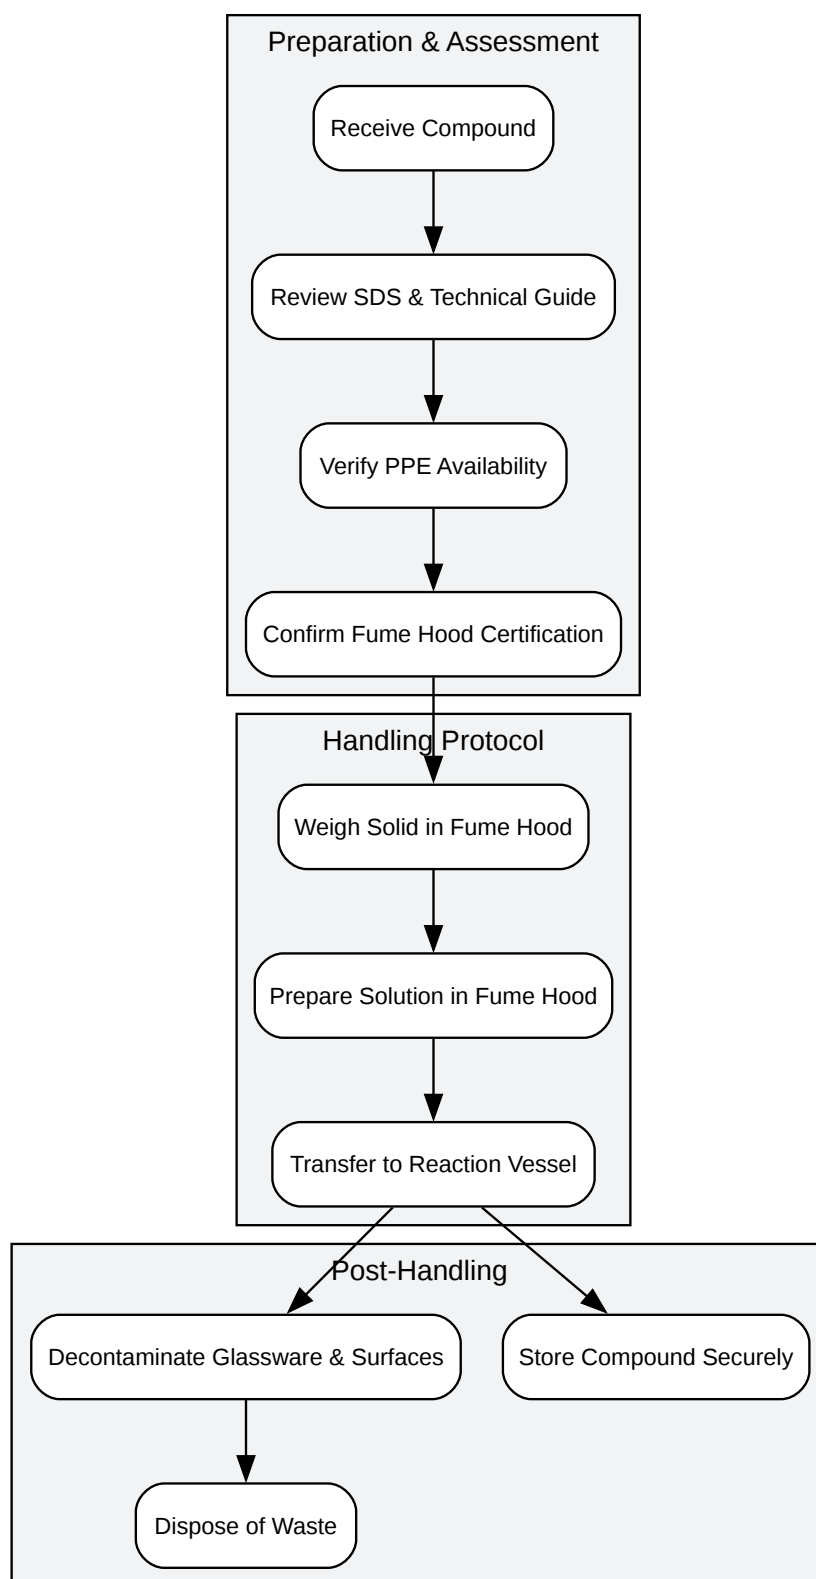 Preparation & Assessment
Receive Compound
Review SDS & Technical Guide
Verify PPE Availability
Confirm Fume Hood Certification
Handling Protocol
Weigh Solid in Fume Hood
Prepare Solution in Fume Hood
Transfer to Reaction Vessel
Post-Handling
Decontaminate Glassware & Surfaces
Store Compound Securely
Dispose of Waste